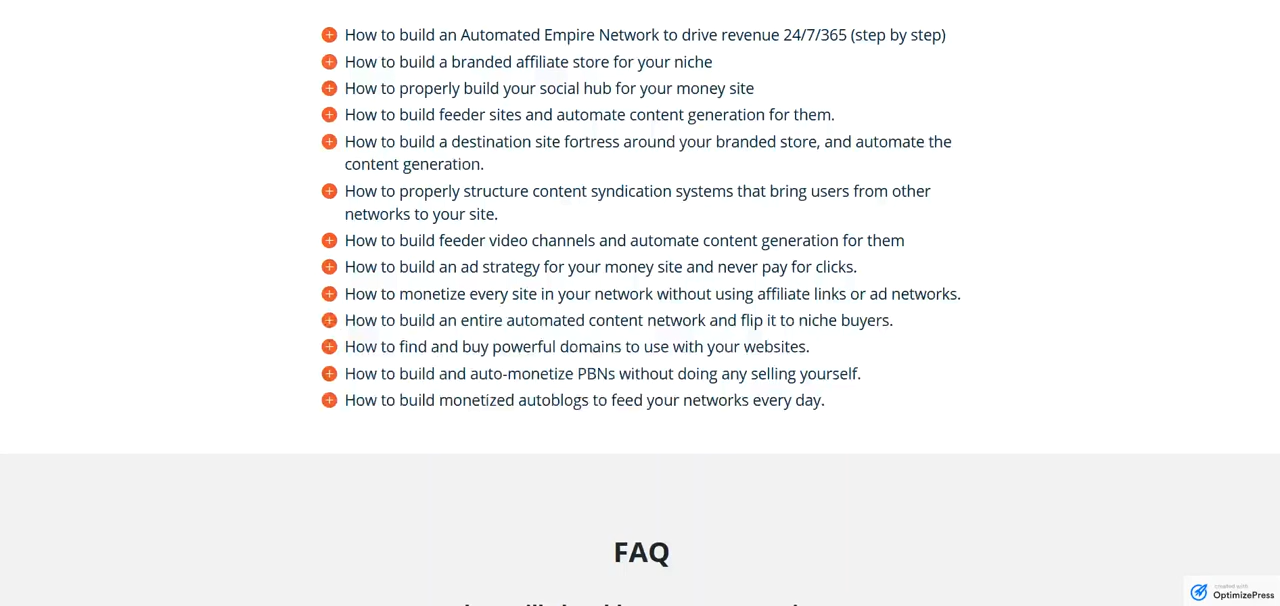 How to build an Automated Empire Network to drive revenue 24/7/365 (step by step)
How to build a branded affiliate store for your niche
How to properly build your social hub for your money site
How to build feeder sites and automate content generation for them.
How to build a destination site fortress around your branded store, and automate the
content generation.
How to properly structure content syndication systems that bring users from other
networks to your site.
How to build feeder video channels and automate content generation for them
How to build an ad strategy for your money site and never pay for clicks.
How to monetize every site in your network without using affiliate links or ad networks.
How to build an entire automated content network and flip it to niche buyers.
How to find and buy powerful domains to use with your websites.
How to build and auto-monetize PBNs without doing any selling yourself.
How to build monetized autoblogs to feed your networks every day.
FAQ
created with
OptimizePress